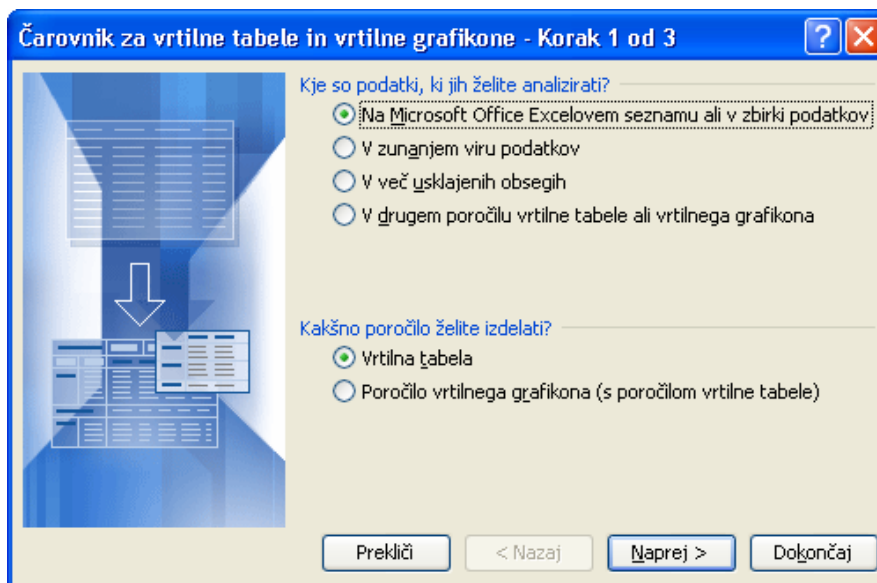 Čarovnik za vrtilne tabele in vrtilne grafikone - Korak 1 od 3
Kje so podatki, ki jih želite analizirati?
Na Microsoft Office Excelovem seznamu ali v zbirki podatkov
V zunanjem viru podatkov
V več usklajenih obsegih
V drugem poročilu vrtilne tabele ali vrtilnega grafikona
Kakšno poročilo želite izdelati?
Vrtilna tabela
Poročilo vrtilnega grafikona (s poročilom vrtilne tabele)
Prekliči
< Nazaj
Naprej >
Dokončaj